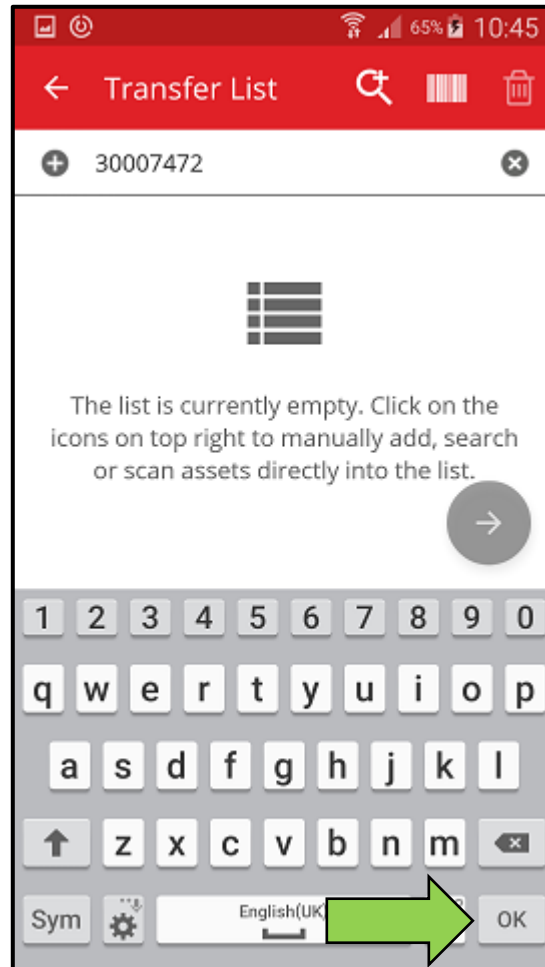 65% 10:45
Transfer List
30007472
The list is currently empty. Click on the
icons on top right to manually add, search
or scan assets directly into the list.
1 2 3 4 5 6 7 8 9 0
q w e r t y u i o p
a s d f g h j k l
z x c v b n m
Sym English(UK) OK